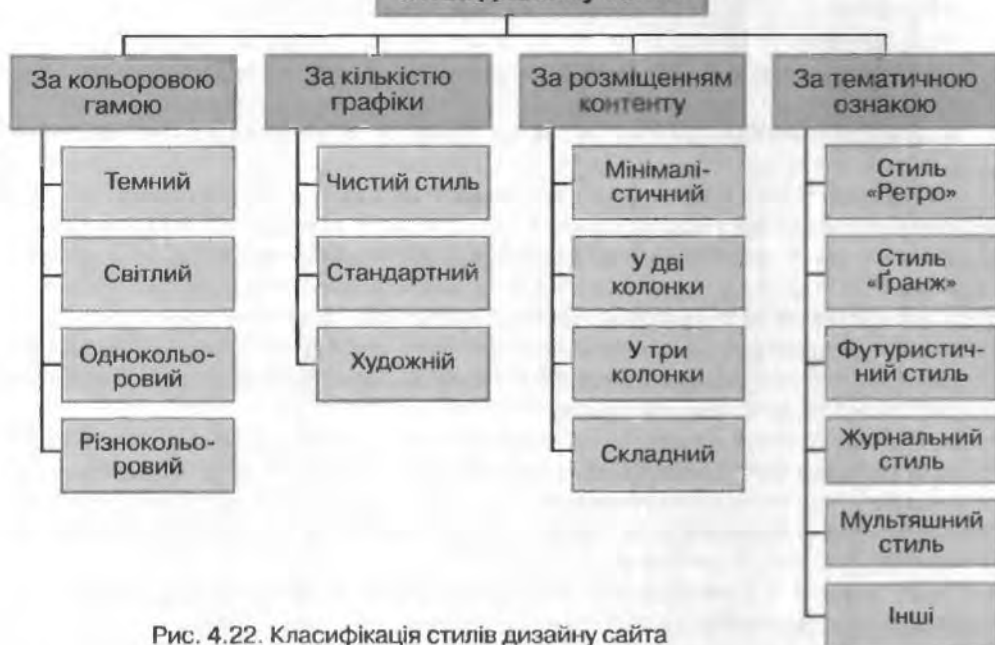 За кольоровою
гамою
Темний
Світлий
Однокольо-
ровий
Різнокольо-
ровий
За кількістю
графіки
Чистий стиль
Стандартний
Художній
За розміщенням
контенту
Мінімалі-
стичний
У дві
колонки
У три
колонки
Складний
За тематичною
ознакою
Стиль
«Ретро»
Стиль
«Ґранж»
Футуристич-
ний стиль
Журнальний
стиль
Мультяшний
стиль
Інші
Рис. 4.22. Класифікація стилів дизайну сайта